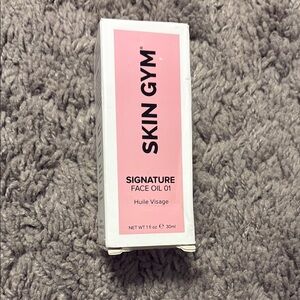 SKIN GYM®
SIGNATURE
FACE OIL 01
Huile Visage
NET WT 1 fl oz ℮ 30ml